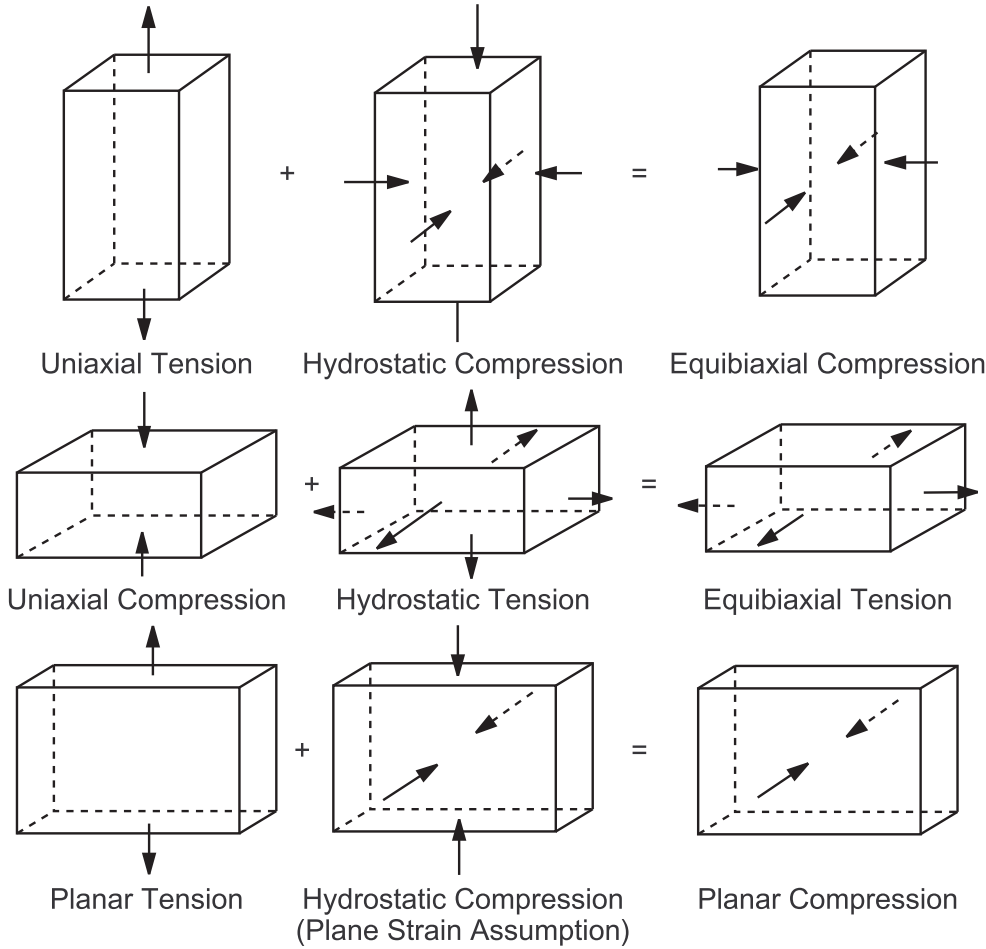 + =
Uniaxial Tension Hydrostatic Compression Equibiaxial Compression
+ =
Uniaxial Compression Hydrostatic Tension Equibiaxial Tension
+ =
Planar Tension Hydrostatic Compression Planar Compression
(Plane Strain Assumption)